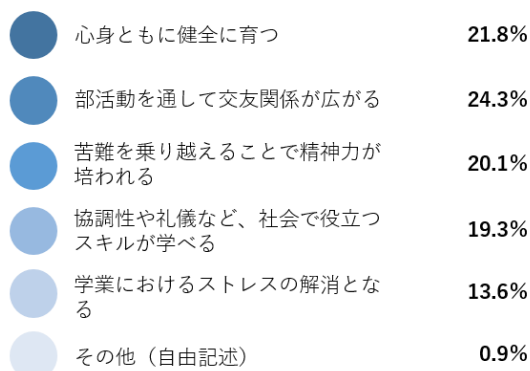 心身ともに健全に育つ 21.8%
部活動を通して交友関係が広がる 24.3%
苦難を乗り越えることで精神力が
培われる 20.1%
協調性や礼儀など、社会で役立つ
スキルが学べる 19.3%
学業におけるストレスの解消とな
る 13.6%
その他（自由記述） 0.9%